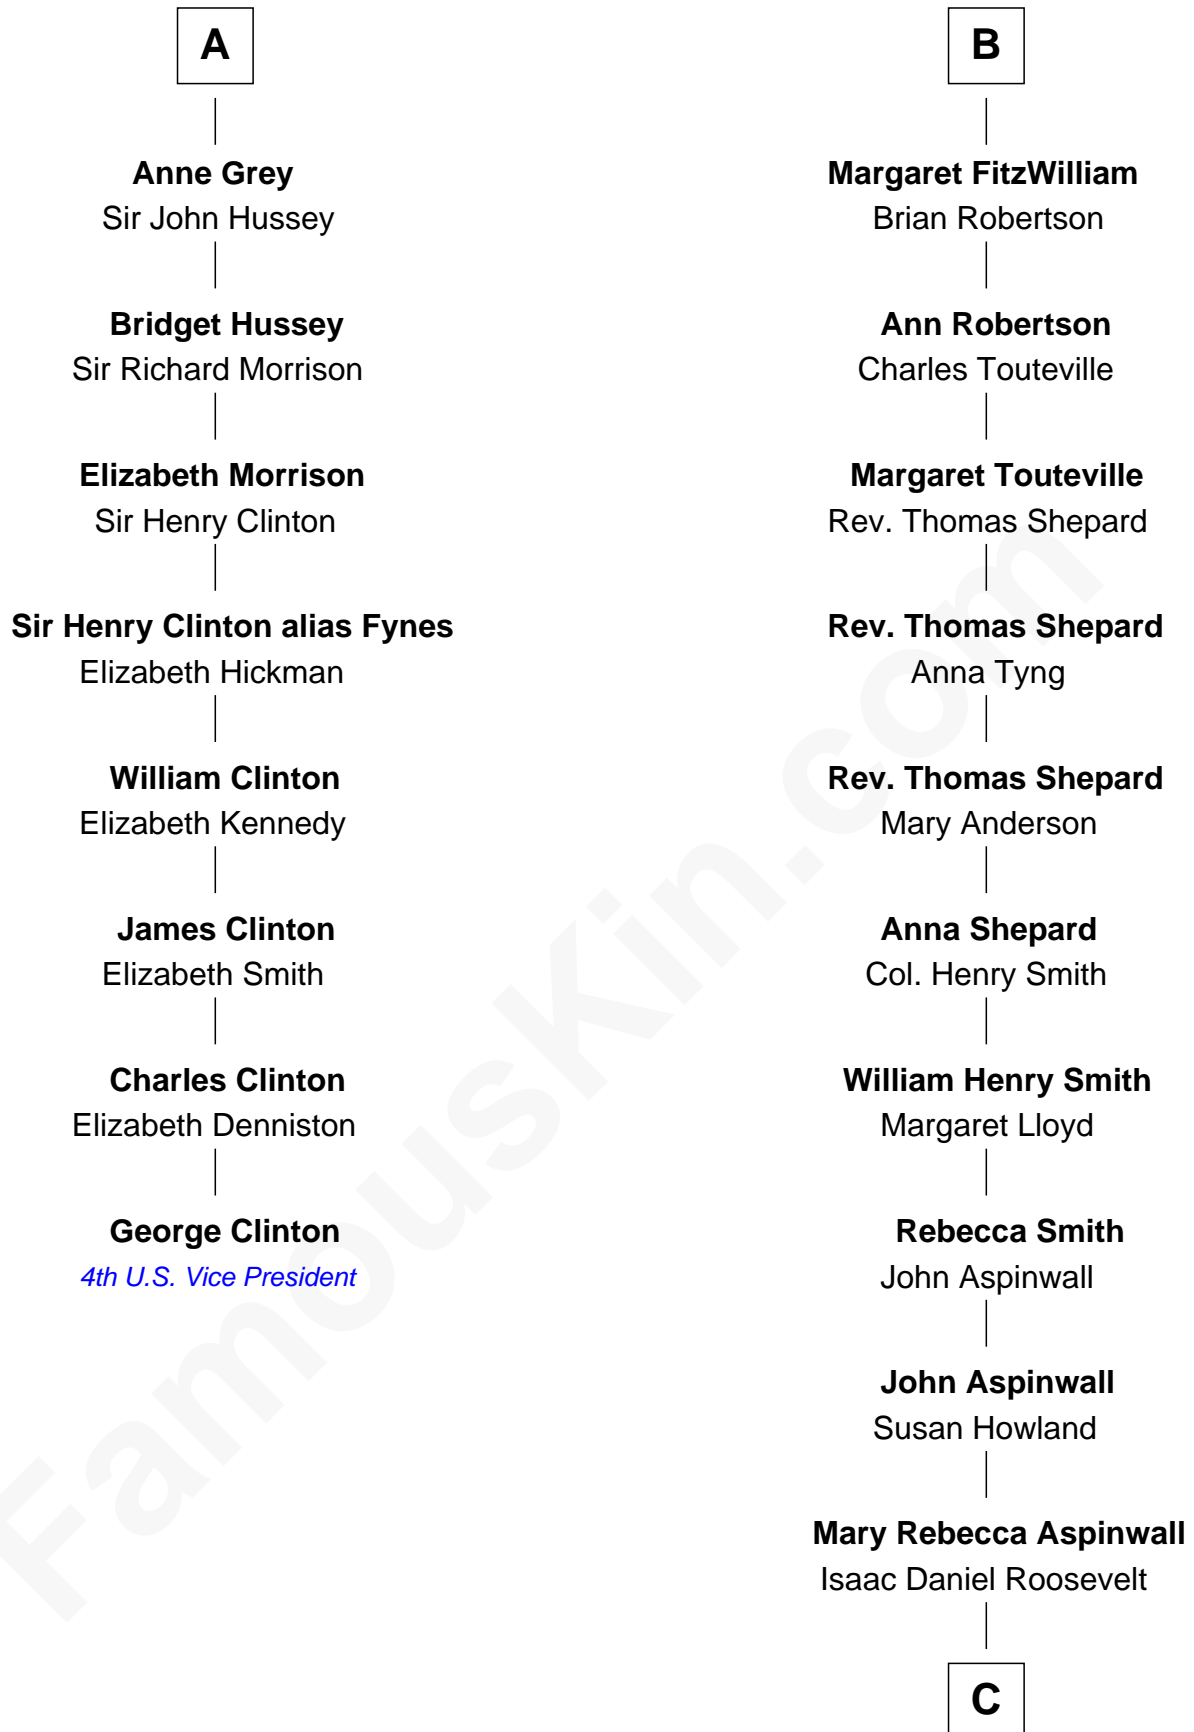 A
Anne Grey
Sir John Hussey
Bridget Hussey
Sir Richard Morrison
Elizabeth Morrison
Sir Henry Clinton
Sir Henry Clinton alias Fynes
Elizabeth Hickman
William Clinton
Elizabeth Kennedy
James Clinton
Elizabeth Smith
Charles Clinton
Elizabeth Denniston
George Clinton
4th U.S. Vice President
B
Margaret FitzWilliam
Brian Robertson
Ann Robertson
Charles Touteville
Margaret Touteville
Rev. Thomas Shepard
Rev. Thomas Shepard
Anna Tyng
Rev. Thomas Shepard
Mary Anderson
Anna Shepard
Col. Henry Smith
William Henry Smith
Margaret Lloyd
Rebecca Smith
John Aspinwall
John Aspinwall
Susan Howland
Mary Rebecca Aspinwall
Isaac Daniel Roosevelt
C
FamousKin.com